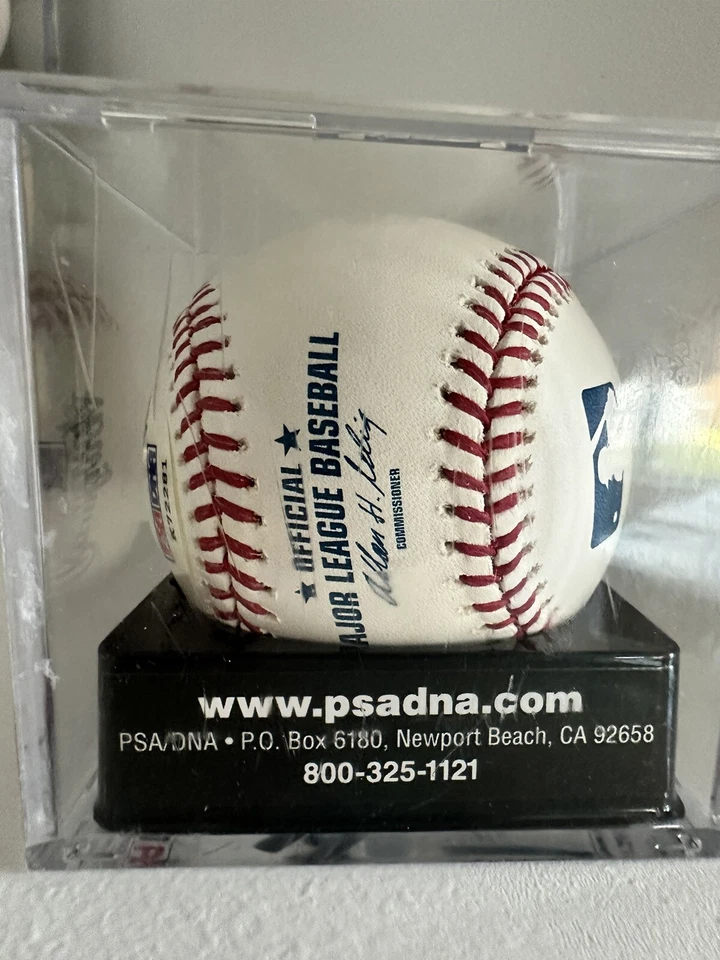 OFFICIAL
MAJOR LEAGUE BASEBALL
Allan H. Selig
COMMISSIONER
K72201
www.psadna.com
PSA/DNA • P.O. Box 6180, Newport Beach, CA 92658
800-325-1121